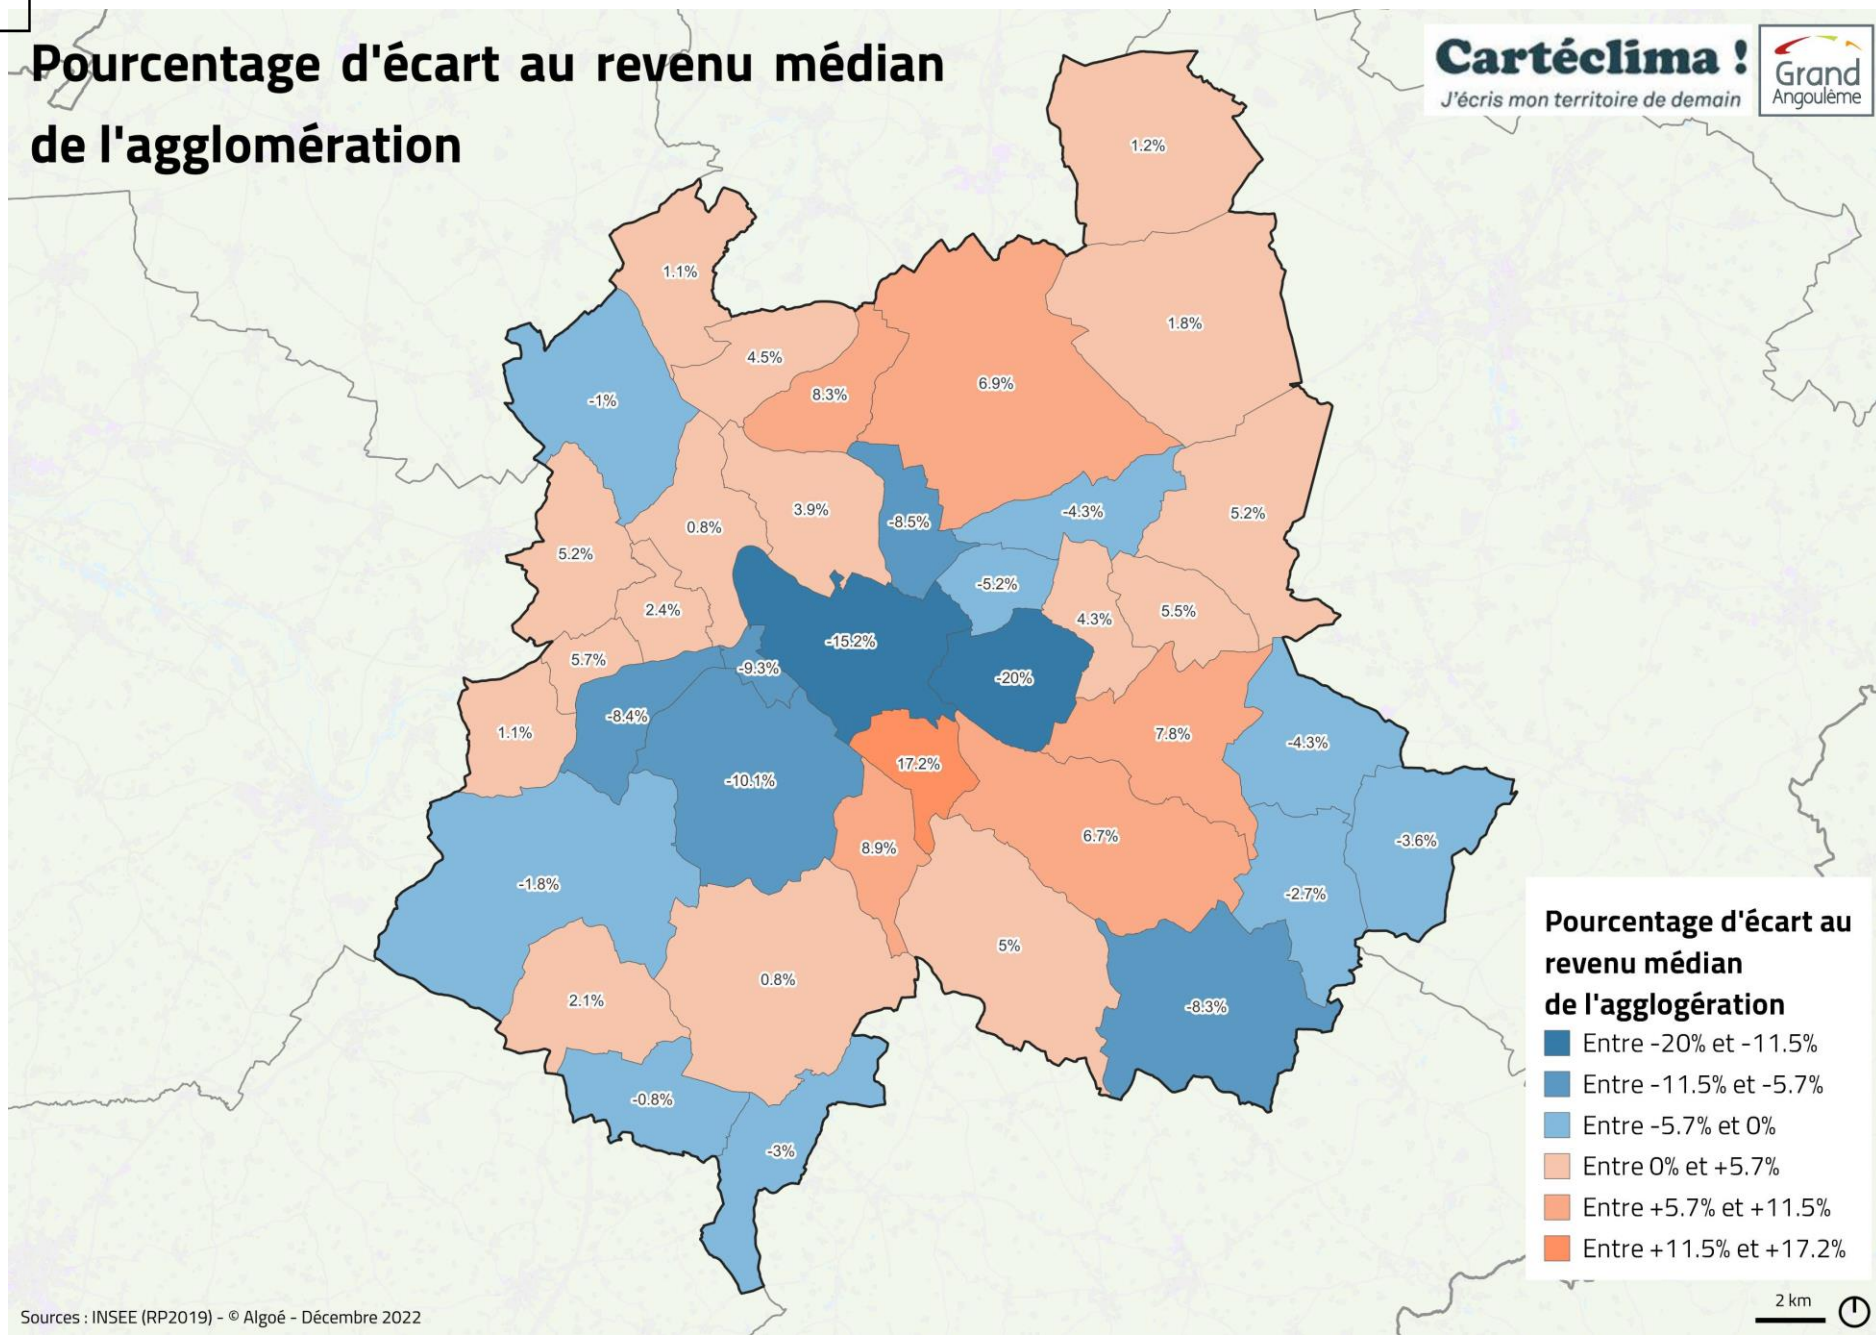 Pourcentage d'écart au revenu médian
de l'agglomération
Cartéclima !
J'écris mon territoire de demain
Grand
Angoulême
1.2%
1.1%
1.8%
4.5%
6.9%
8.3%
-1%
3.9%
-8.5%
-4.3%
5.2%
0.8%
5.2%
-5.2%
2.4%
4.3%
5.5%
-15.2%
5.7%
-9.3%
-20%
-8.4%
1.1%
7.8%
-4.3%
17.2%
-10.1%
6.7%
-3.6%
8.9%
-1.8%
-2.7%
5%
0.8%
2.1%
-8.3%
-0.8%
-3%
Pourcentage d'écart au
revenu médian
de l'agglogération
Entre -20% et -11.5%
Entre -11.5% et -5.7%
Entre -5.7% et 0%
Entre 0% et +5.7%
Entre +5.7% et +11.5%
Entre +11.5% et +17.2%
2 km
Sources : INSEE (RP2019) - © Algoé - Décembre 2022